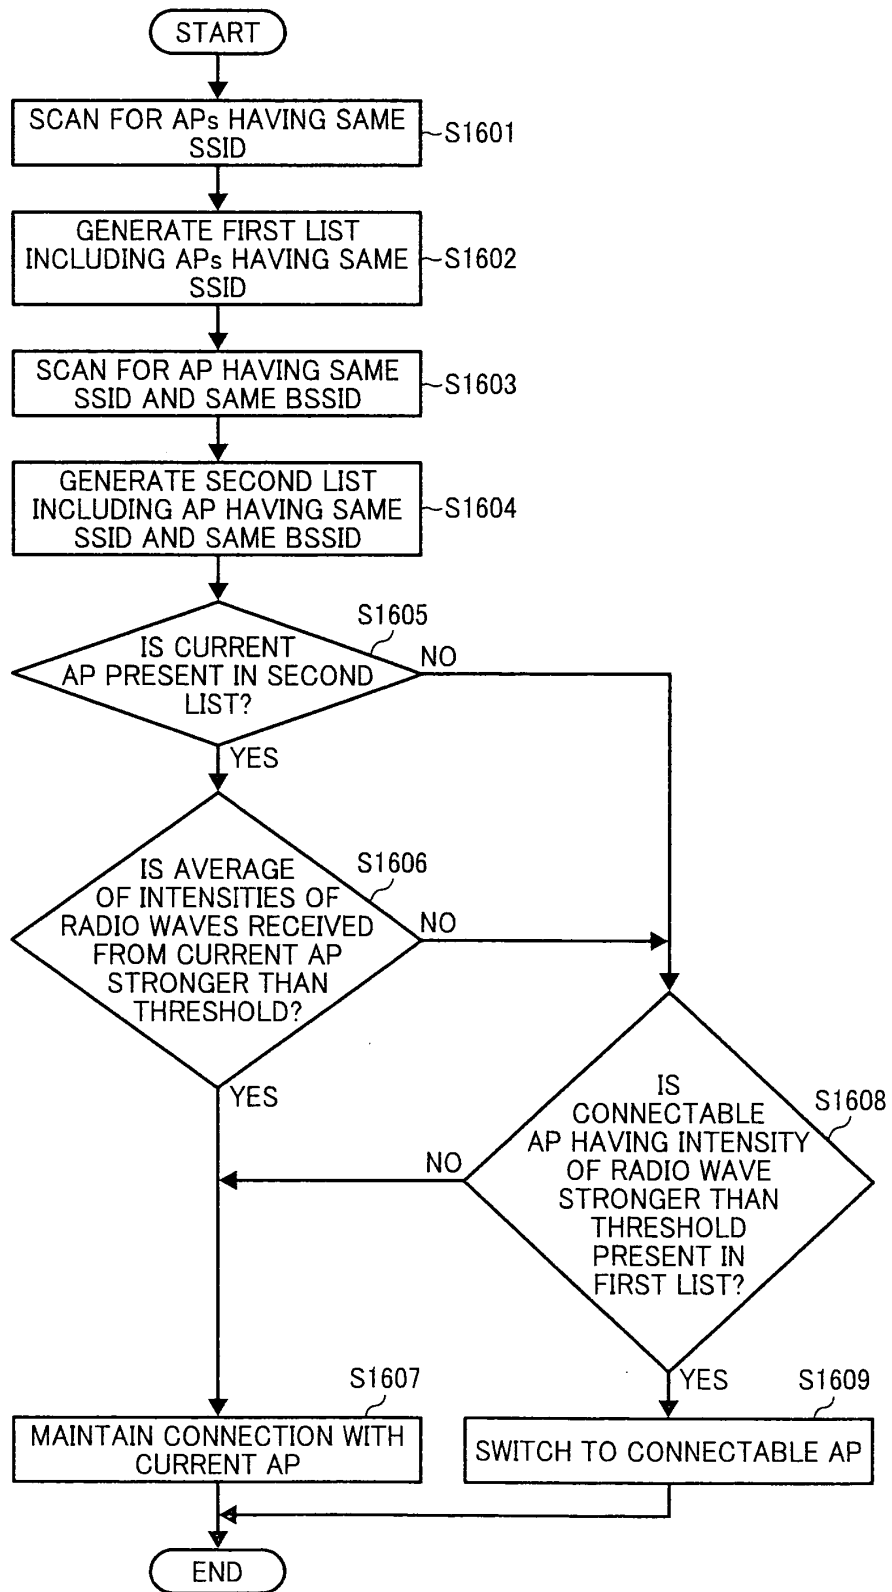 START
SCAN FOR APs HAVING SAME
SSID
S1601
GENERATE FIRST LIST
INCLUDING APs HAVING SAME
SSID
S1602
SCAN FOR AP HAVING SAME
SSID AND SAME BSSID
S1603
GENERATE SECOND LIST
INCLUDING AP HAVING SAME
SSID AND SAME BSSID
S1604
IS CURRENT
AP PRESENT IN SECOND
LIST?
S1605
NO
YES
IS AVERAGE
OF INTENSITIES OF
RADIO WAVES RECEIVED
FROM CURRENT AP
STRONGER THAN
THRESHOLD?
S1606
NO
YES
IS
CONNECTABLE
AP HAVING INTENSITY
OF RADIO WAVE
STRONGER THAN
THRESHOLD
PRESENT IN
FIRST LIST?
S1608
NO
YES
S1607
MAINTAIN CONNECTION WITH
CURRENT AP
S1609
SWITCH TO CONNECTABLE AP
END